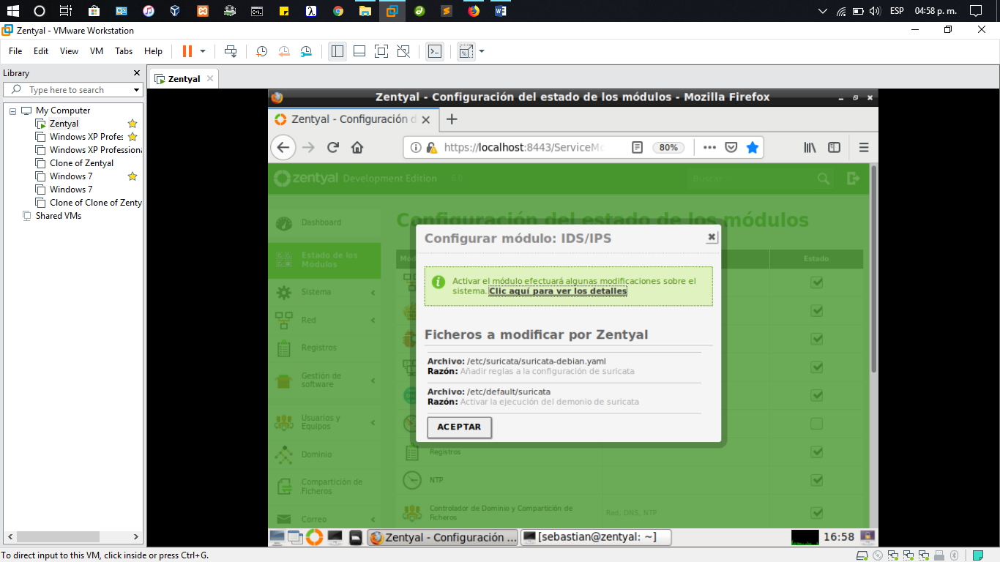 ESP
04:58 p. m.
Zentyal - VMware Workstation
File Edit View VM Tabs Help
Library
Type here to search
My Computer
Zentyal
Windows XP Profes
Windows XP Professiona
Clone of Zentyal
Windows 7
Windows 7
Clone of Clone of Zenty
Shared VMs
Zentyal
Zentyal - Configuración del estado de los módulos - Mozilla Firefox
Zentyal - Configuración d
https://localhost:8443/ServiceMo
80%
zentyal Development Edition 6.0
Buscar...
Dashboard
Estado de los
Módulos
Sistema
Red
Registros
Gestión de
software
Usuarios y
Equipos
Dominio
Compartición de
Ficheros
Correo
Configuración del estado de los módulos
Mód
Estado
Configurar módulo: IDS/IPS
Activar el módulo efectuará algunas modificaciones sobre el
sistema. Clic aquí para ver los detalles
Ficheros a modificar por Zentyal
Archivo: /etc/suricata/suricata-debian.yaml
Razón: Añadir reglas a la configuración de suricata
Archivo: /etc/default/suricata
Razón: Activar la ejecución del demonio de suricata
ACEPTAR
Registros
NTP
Controlador de Dominio y Compartición de
Ficheros
Red, DNS, NTP
Zentyal - Configuración ...
[sebastian@zentyal: ~]
16:58
To direct input to this VM, click inside or press Ctrl+G.